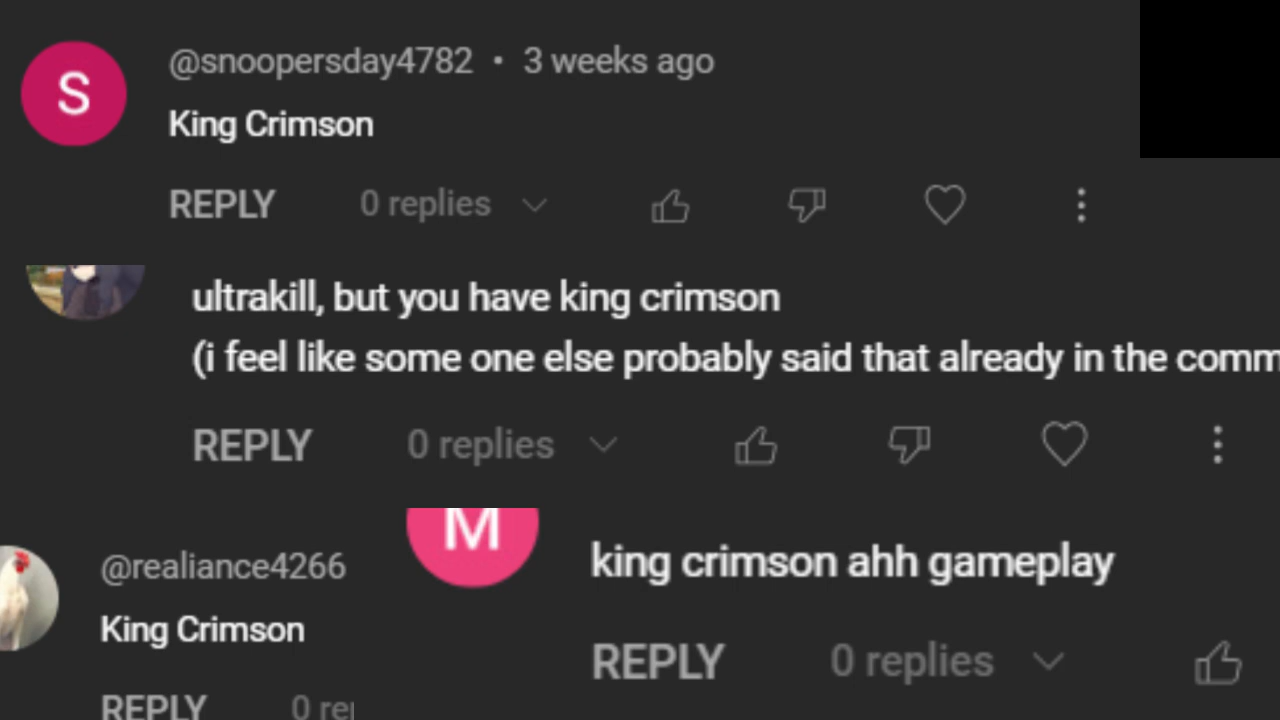 S
@snoopersday4782 • 3 weeks ago
King Crimson
REPLY 0 replies
ultrakill, but you have king crimson
(i feel like some one else probably said that already in the comm
REPLY 0 replies
@realiance4266
King Crimson
REPLY 0 re
M
king crimson ahh gameplay
REPLY 0 replies